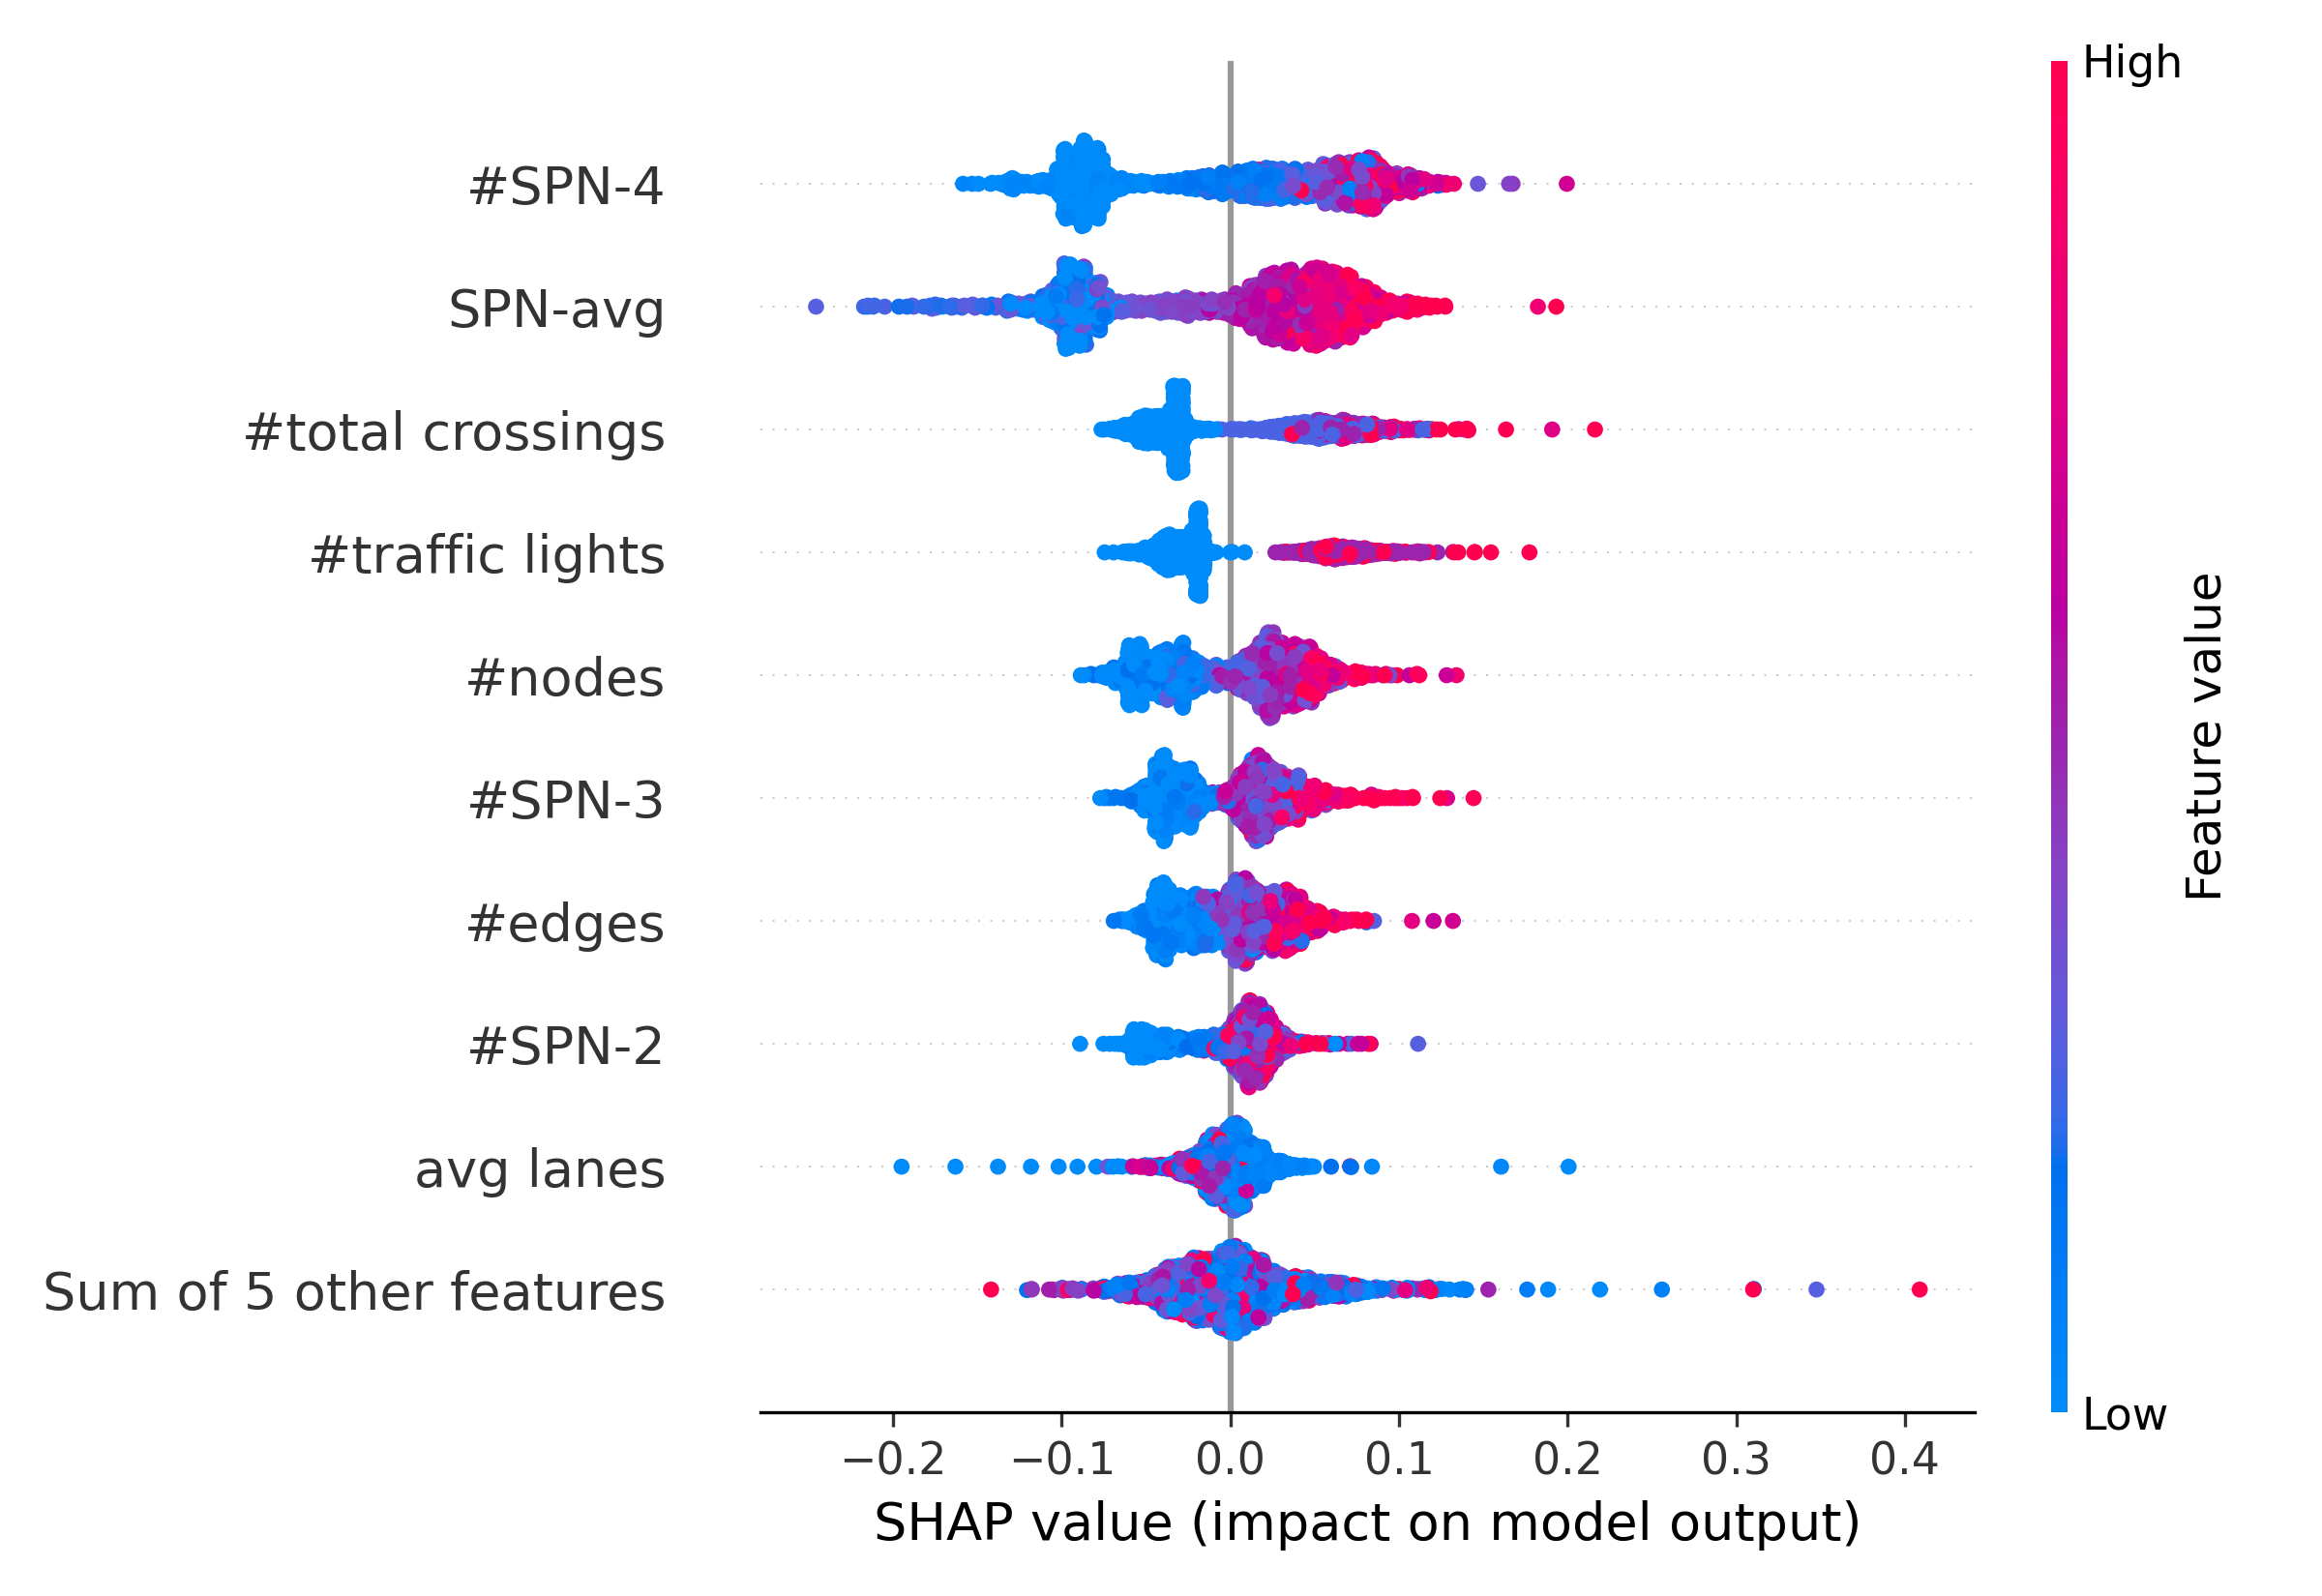 High
#SPN-4
SPN-avg
#total crossings
#traffic lights
#nodes
#SPN-3
#edges
#SPN-2
avg lanes
Sum of 5 other features
Feature value
Low
−0.2 −0.1 0.0 0.1 0.2 0.3 0.4
SHAP value (impact on model output)